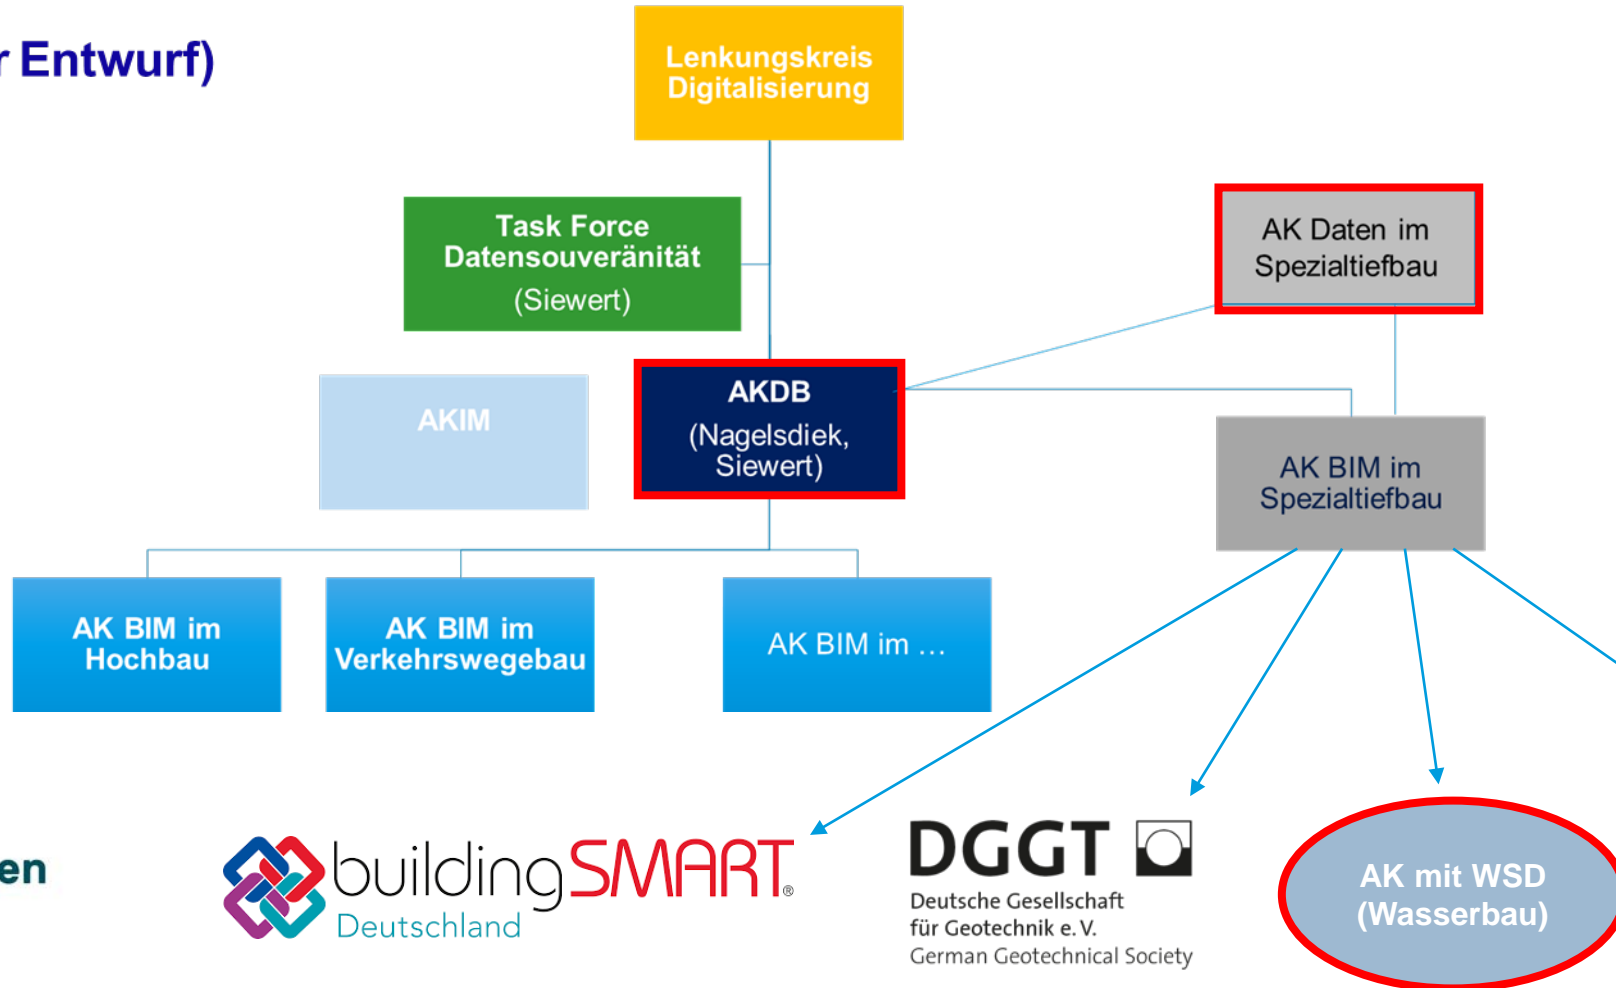 r Entwurf)
Lenkungskreis
Digitalisierung
Task Force
Datensouveränität
(Siewert)
AK Daten im
Spezialtiefbau
AKIM
AKDB
(Nagelsdiek,
Siewert)
AK BIM im
Spezialtiefbau
AK BIM im
Hochbau
AK BIM im
Verkehrswegebau
AK BIM im …
en
buildingSMART®
Deutschland
DGGT
Deutsche Gesellschaft
für Geotechnik e. V.
German Geotechnical Society
AK mit WSD
(Wasserbau)